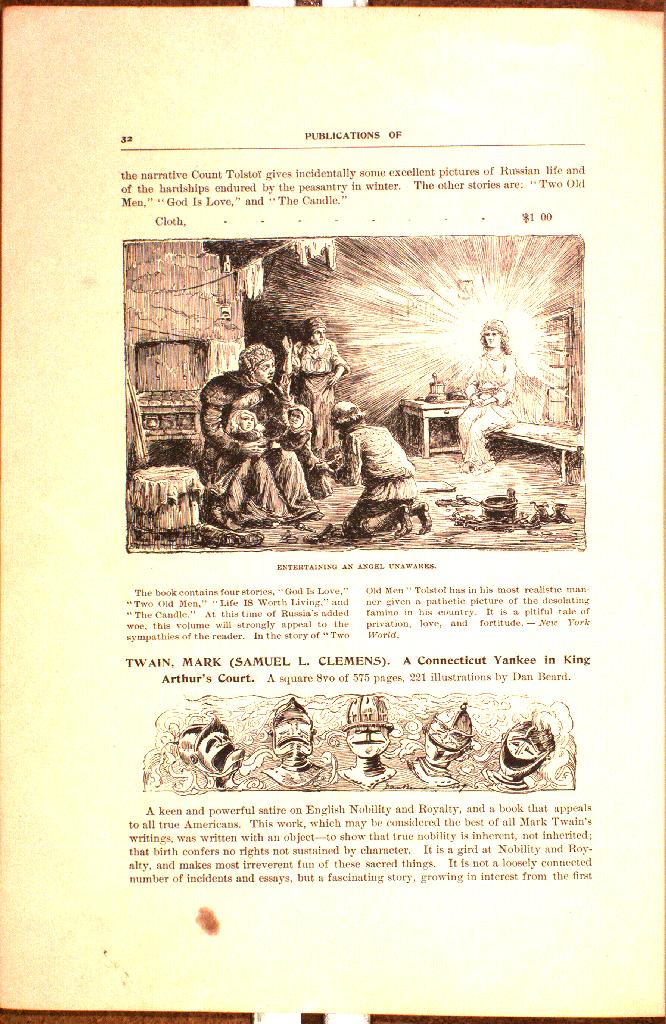 32
PUBLICATIONS OF
the narrative Count Tolstoï gives incidentally some excellent pictures of Russian life and
of the hardships endured by the peasantry in winter. The other stories are: "Two Old
Men," "God Is Love," and "The Candle."
Cloth, - - - - - - - - $1 00
ENTERTAINING AN ANGEL UNAWARES.
The book contains four stories, "God Is Love,"
"Two Old Men," "Life IS Worth Living," and
"The Candle." At this time of Russia's added
woe, this volume will strongly appeal to the
sympathies of the reader. In the story of "Two
Old Men" Tolstoï has in his most realistic man-
ner given a pathetic picture of the desolating
famine in his country. It is a pitiful tale of
privation, love, and fortitude. — New York
World.
TWAIN, MARK (SAMUEL L. CLEMENS). A Connecticut Yankee in King
Arthur's Court. A square 8vo of 575 pages, 221 illustrations by Dan Beard.
A keen and powerful satire on English Nobility and Royalty, and a book that appeals
to all true Americans. This work, which may be considered the best of all Mark Twain's
writings, was written with an object—to show that true nobility is inherent, not inherited;
that birth confers no rights not sustained by character. It is a gird at Nobility and Roy-
alty, and makes most irreverent fun of these sacred things. It is not a loosely connected
number of incidents and essays, but a fascinating story, growing in interest from the first